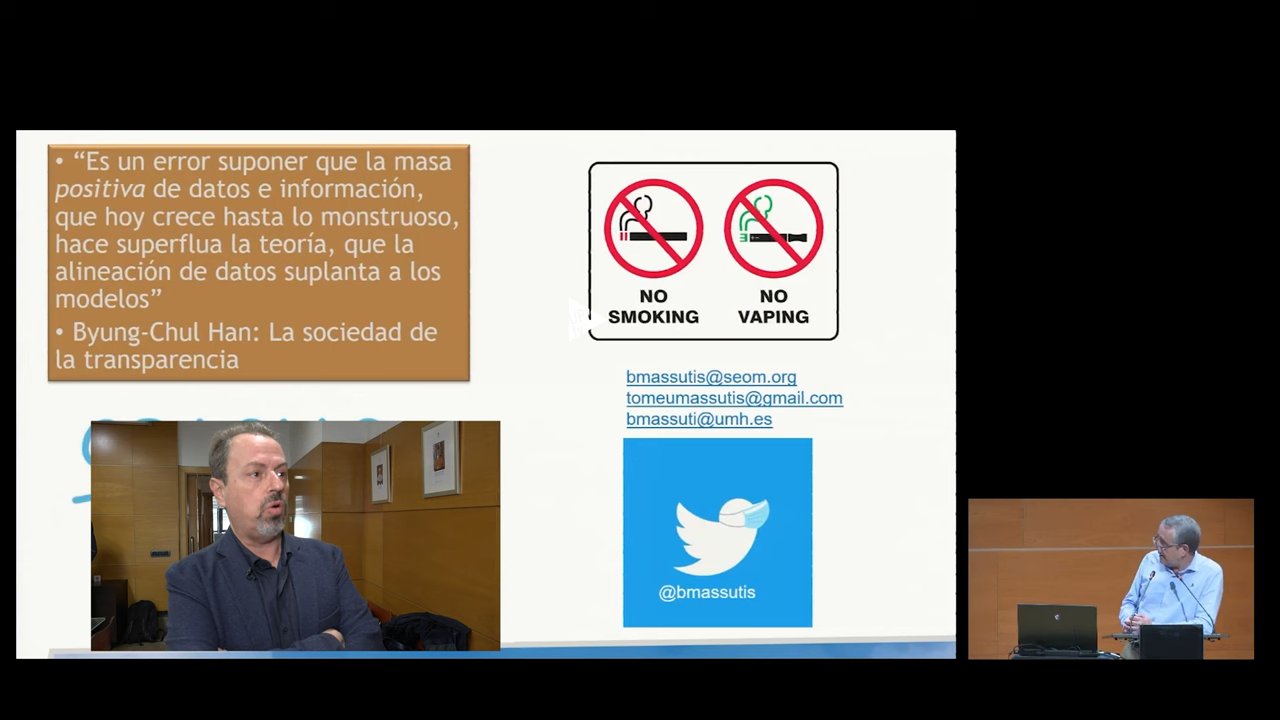 • “Es un error suponer que la masa
positiva de datos e información,
que hoy crece hasta lo monstruoso,
hace superflua la teoría, que la
alineación de datos suplanta a los
modelos”
• Byung-Chul Han: La sociedad de
la transparencia
NO
SMOKING
NO
VAPING
bmassutis@seom.org
tomeumassutis@gmail.com
bmassuti@umh.es
@bmassutis